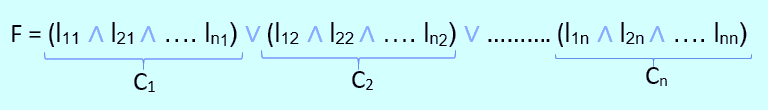 F = (l₁₁ ∧ l₂₁ ∧ .... lₙ₁) ∨ (l₁₂ ∧ l₂₂ ∧ .... lₙ₂) ∨ .......... (l₁ₙ ∧ l₂ₙ ∧ .... lₙₙ)
C₁ C₂ Cₙ